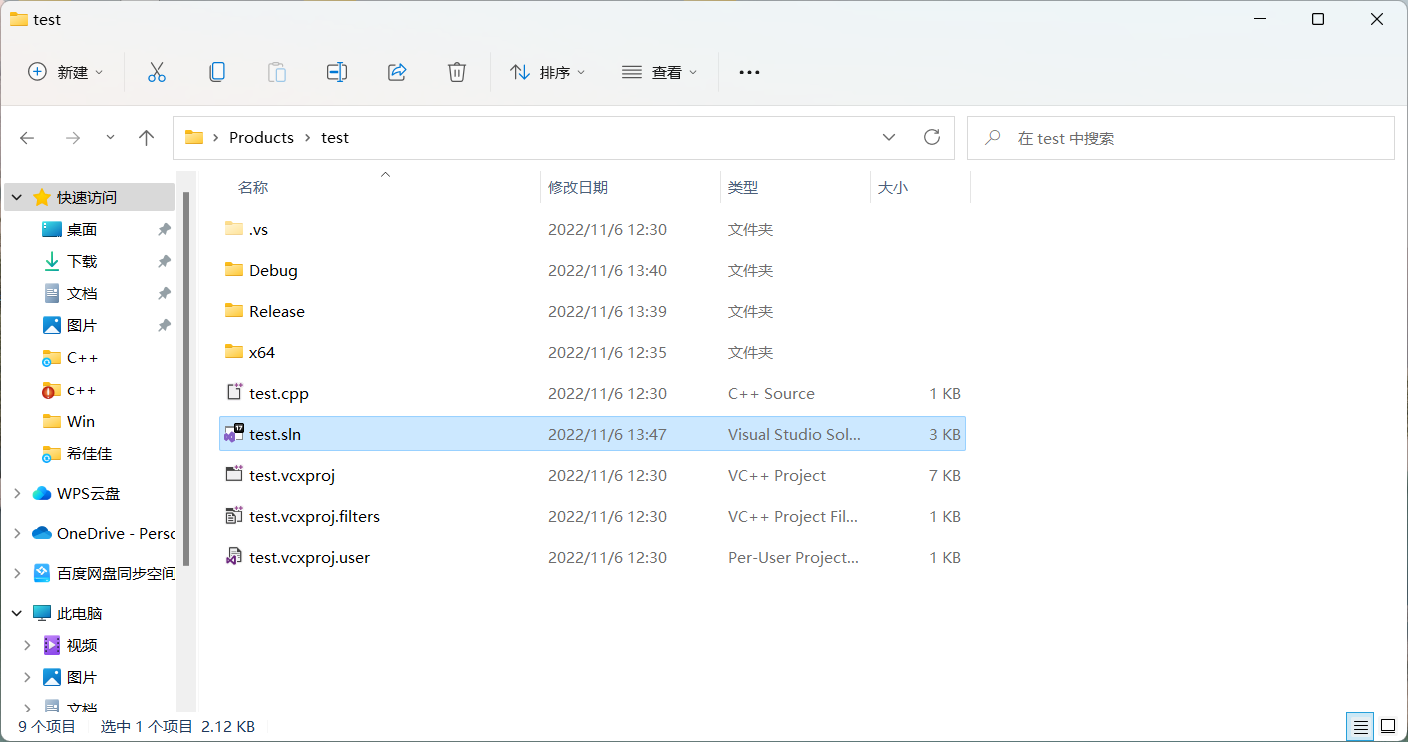 test
新建
排序
查看
Products
test
在 test 中搜索
快速访问
桌面
下载
文档
图片
C++
c++
Win
希佳佳
WPS云盘
OneDrive - Perso
百度网盘同步空间
此电脑
视频
图片
文档
名称 修改日期 类型 大小
.vs 2022/11/6 12:30 文件夹
Debug 2022/11/6 13:40 文件夹
Release 2022/11/6 13:39 文件夹
x64 2022/11/6 12:35 文件夹
test.cpp 2022/11/6 12:30 C++ Source 1 KB
test.sln 2022/11/6 13:47 Visual Studio Sol... 3 KB
test.vcxproj 2022/11/6 12:30 VC++ Project 7 KB
test.vcxproj.filters 2022/11/6 12:30 VC++ Project Fil... 1 KB
test.vcxproj.user 2022/11/6 12:30 Per-User Project... 1 KB
9 个项目 选中 1 个项目 2.12 KB